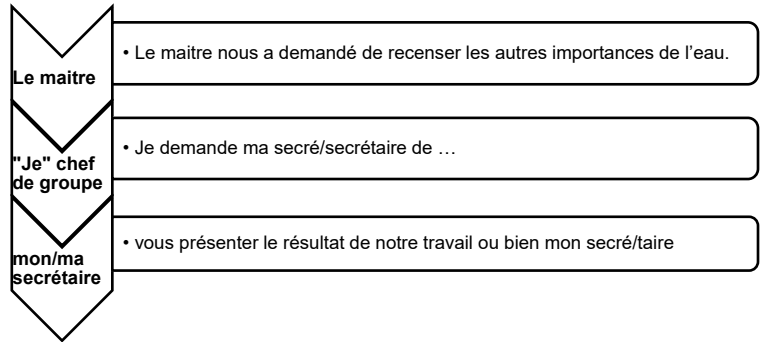 Le maitre
• Le maitre nous a demandé de recenser les autres importances de l’eau.
"Je" chef
de groupe
• Je demande ma secré/secrétaire de …
mon/ma
secrétaire
• vous présenter le résultat de notre travail ou bien mon secré/taire